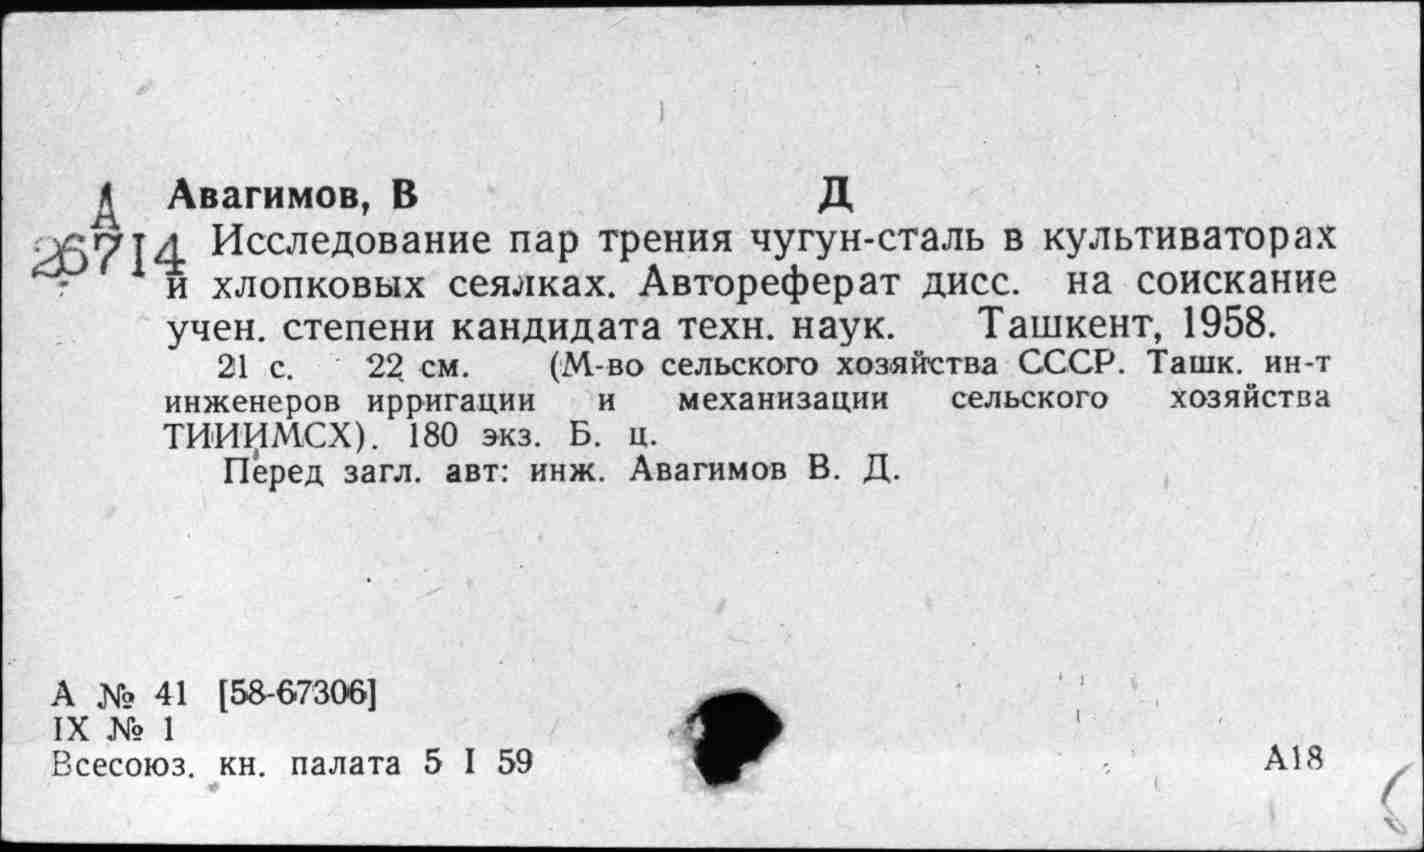 Авагимов, В Д
А
26714 Исследование пар трения чугун-сталь в культиваторах
и хлопковых сеялках. Автореферат дисс. на соискание
учен. степени кандидата техн. наук. Ташкент, 1958.
21 с. 22 см. (М-во сельского хозяйства СССР. Ташк. ин-т
инженеров ирригации и механизации сельского хозяйства
ТИИИМСХ). 180 экз. Б. ц.
Перед загл. авт: инж. Авагимов В. Д.
А № 41 [58-67306]
IX № 1
Всесоюз. кн. палата 5 I 59
А18